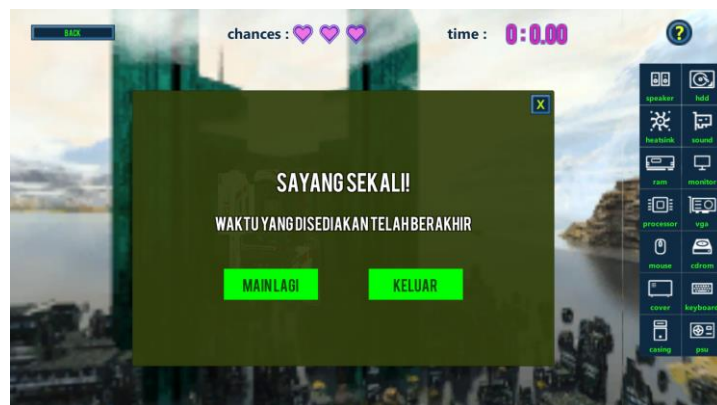 BACK
chances :
time :
0:0.00
?
X
SAYANG SEKALI!
WAKTU YANG DISEDIAKAN TELAH BERAKHIR
MAIN LAGI
KELUAR
speaker
hdd
heatsink
sound
ram
monitor
processor
vga
mouse
cdrom
cover
keyboard
casing
psu